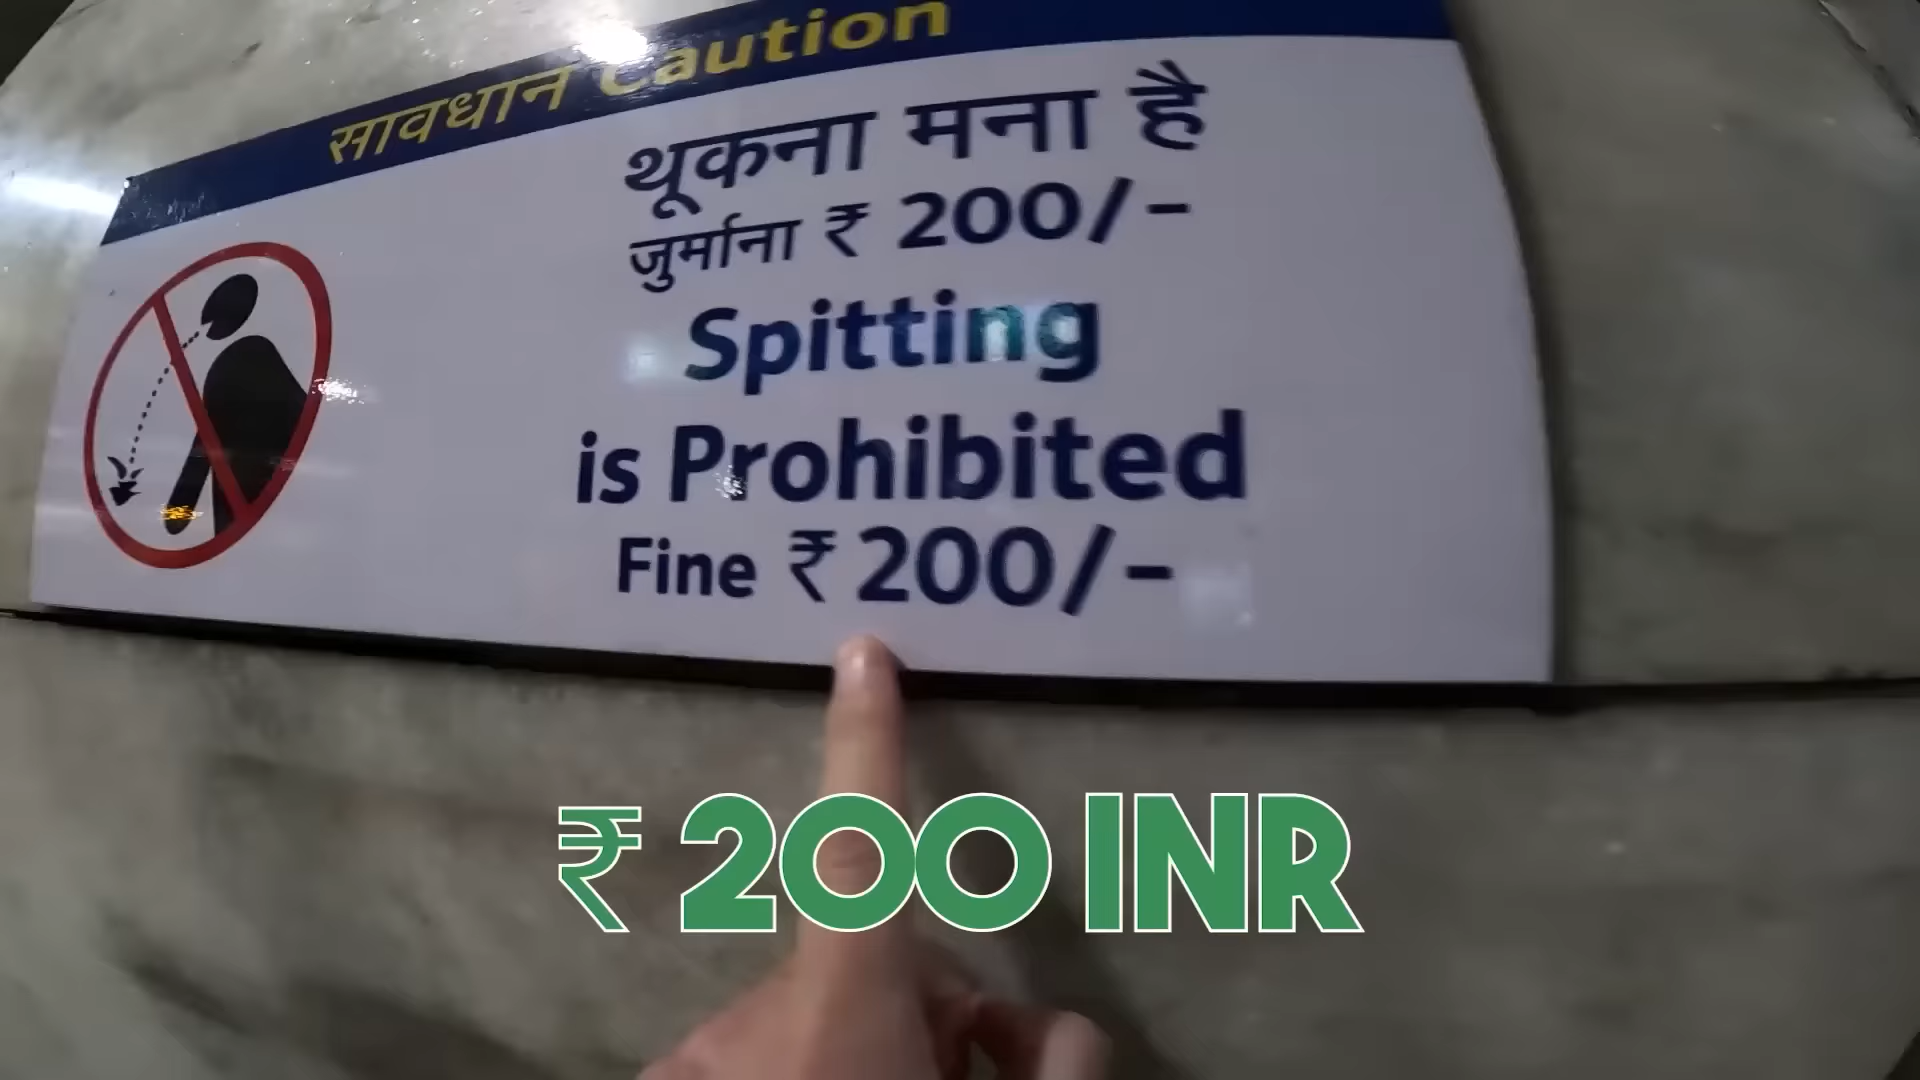 सावधान Caution
थूकना मना है
जुर्माना ₹ 200/-
Spitting
is Prohibited
Fine ₹ 200/-
₹ 200 INR